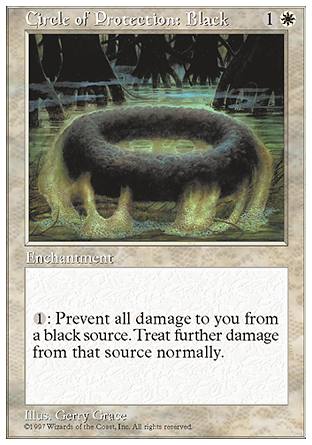 Circle of Protection: Black 1
Enchantment
1: Prevent all damage to you from
a black source. Treat further damage
from that source normally.
Illus. Gerry Grace
©1997 Wizards of the Coast, Inc. All rights reserved.